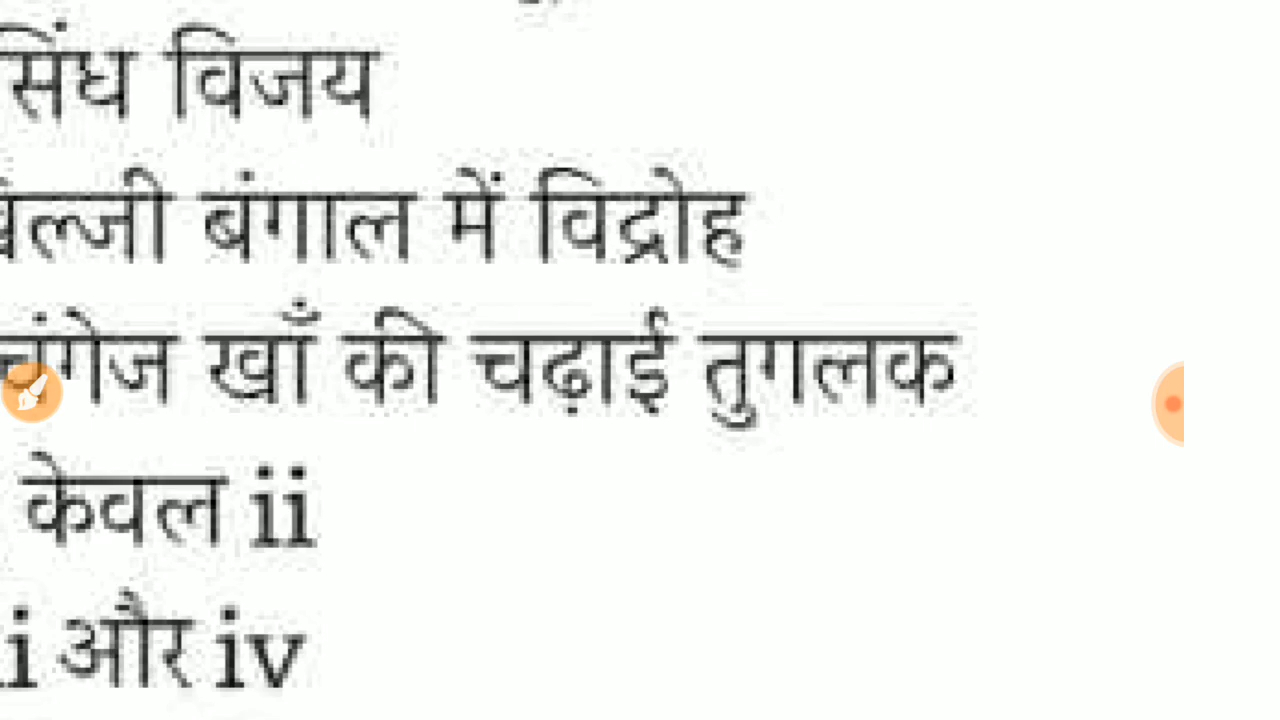 सिंध विजय
बंगाल में विद्रोह
चंगेज खाँ की चढ़ाई तुगलक
केवल ii
और iv